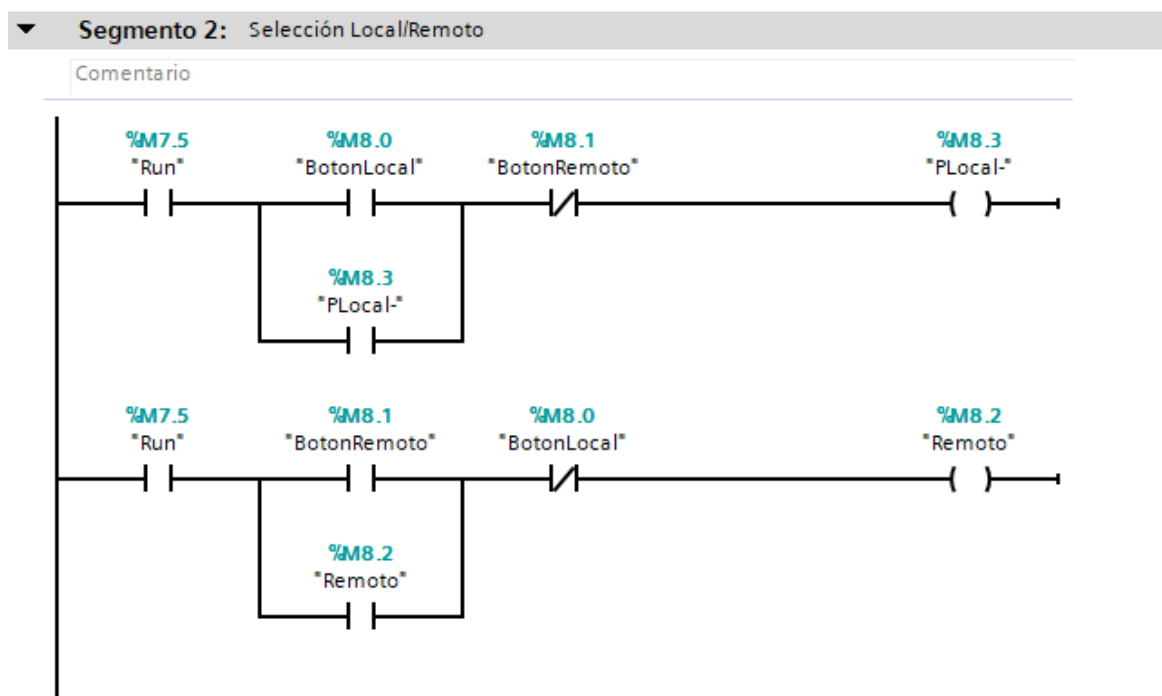 Segmento 2: Selección Local/Remoto
Comentario
%M7.5 %M8.0 %M8.1 %M8.3
"Run" "BotonLocal" "BotonRemoto" "PLocal-"
%M8.3
"PLocal-"
%M7.5 %M8.1 %M8.0 %M8.2
"Run" "BotonRemoto" "BotonLocal" "Remoto"
%M8.2
"Remoto"